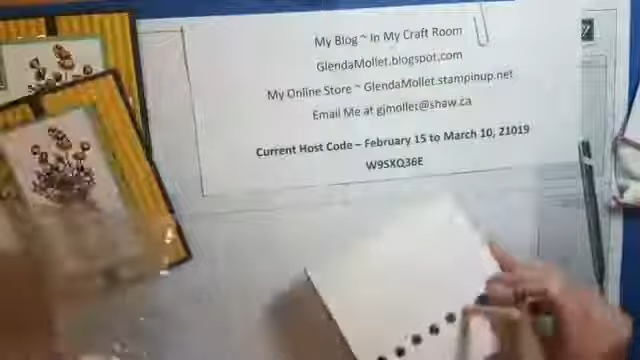 My Blog ~ In My Craft Room
GlendaMollet.blogspot.com
My Online Store ~ GlendaMollet.stampinup.net
Email Me at gjmollet@shaw.ca
Current Host Code – February 15 to March 10, 21019
W9SXQ36E